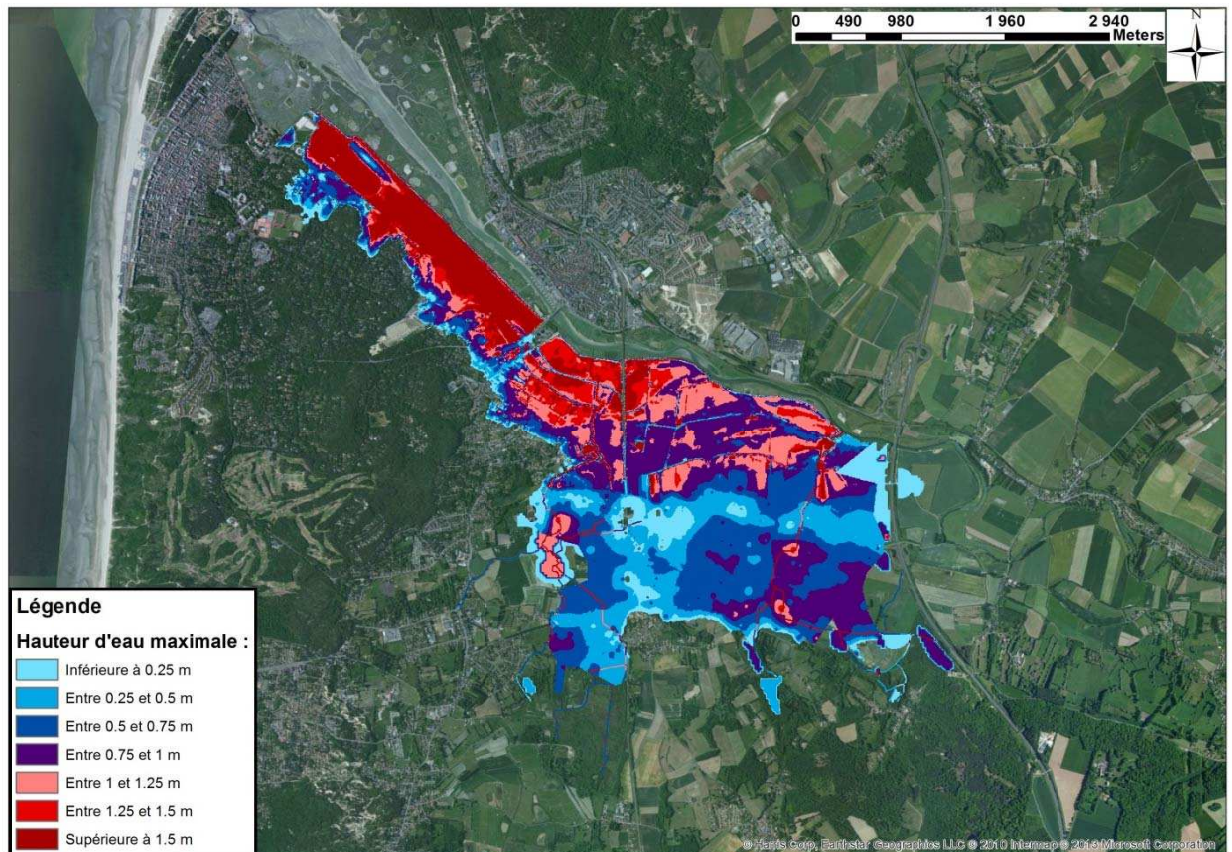 0 490 980 1 960 2 940
Meters
N
Légende
Hauteur d'eau maximale :
Inférieure à 0.25 m
Entre 0.25 et 0.5 m
Entre 0.5 et 0.75 m
Entre 0.75 et 1 m
Entre 1 et 1.25 m
Entre 1.25 et 1.5 m
Supérieure à 1.5 m
© Harris Corp, Earthstar Geographics LLC © 2010 Intermap © 2013 Microsoft Corporation